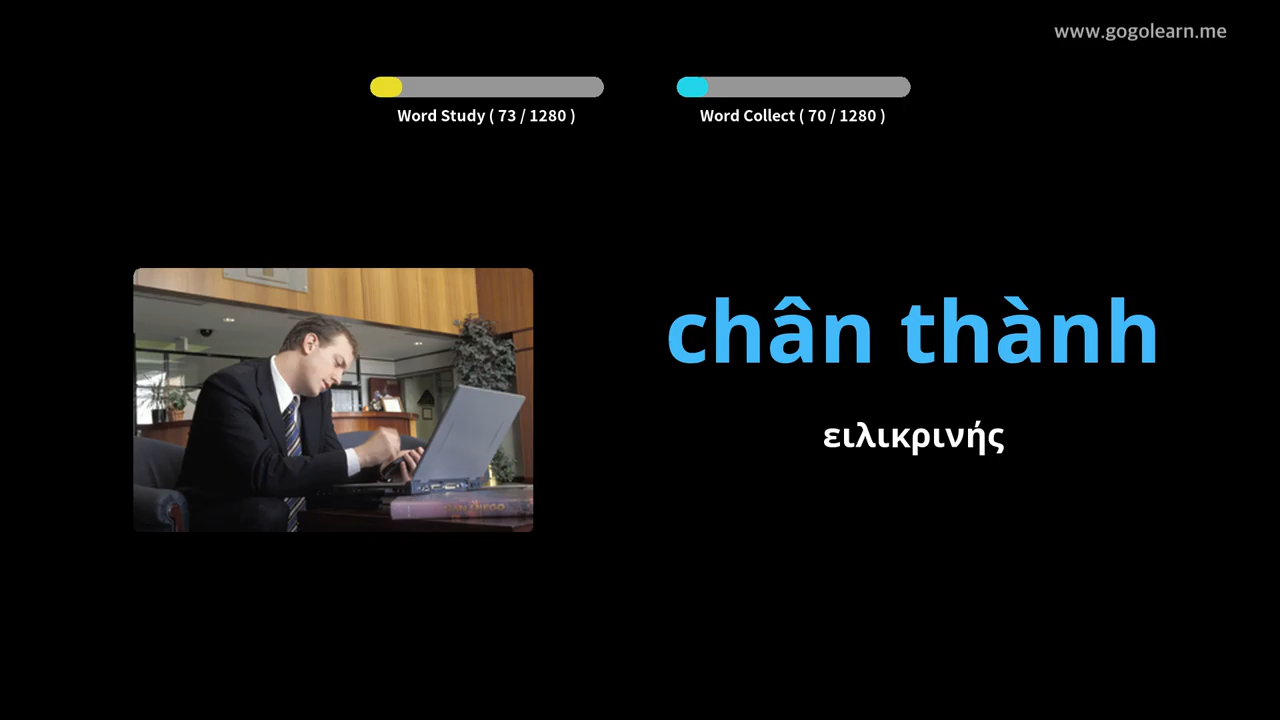 www.gogolearn.me
Word Study ( 73 / 1280 )
Word Collect ( 70 / 1280 )
chân thành
ειλικρινής